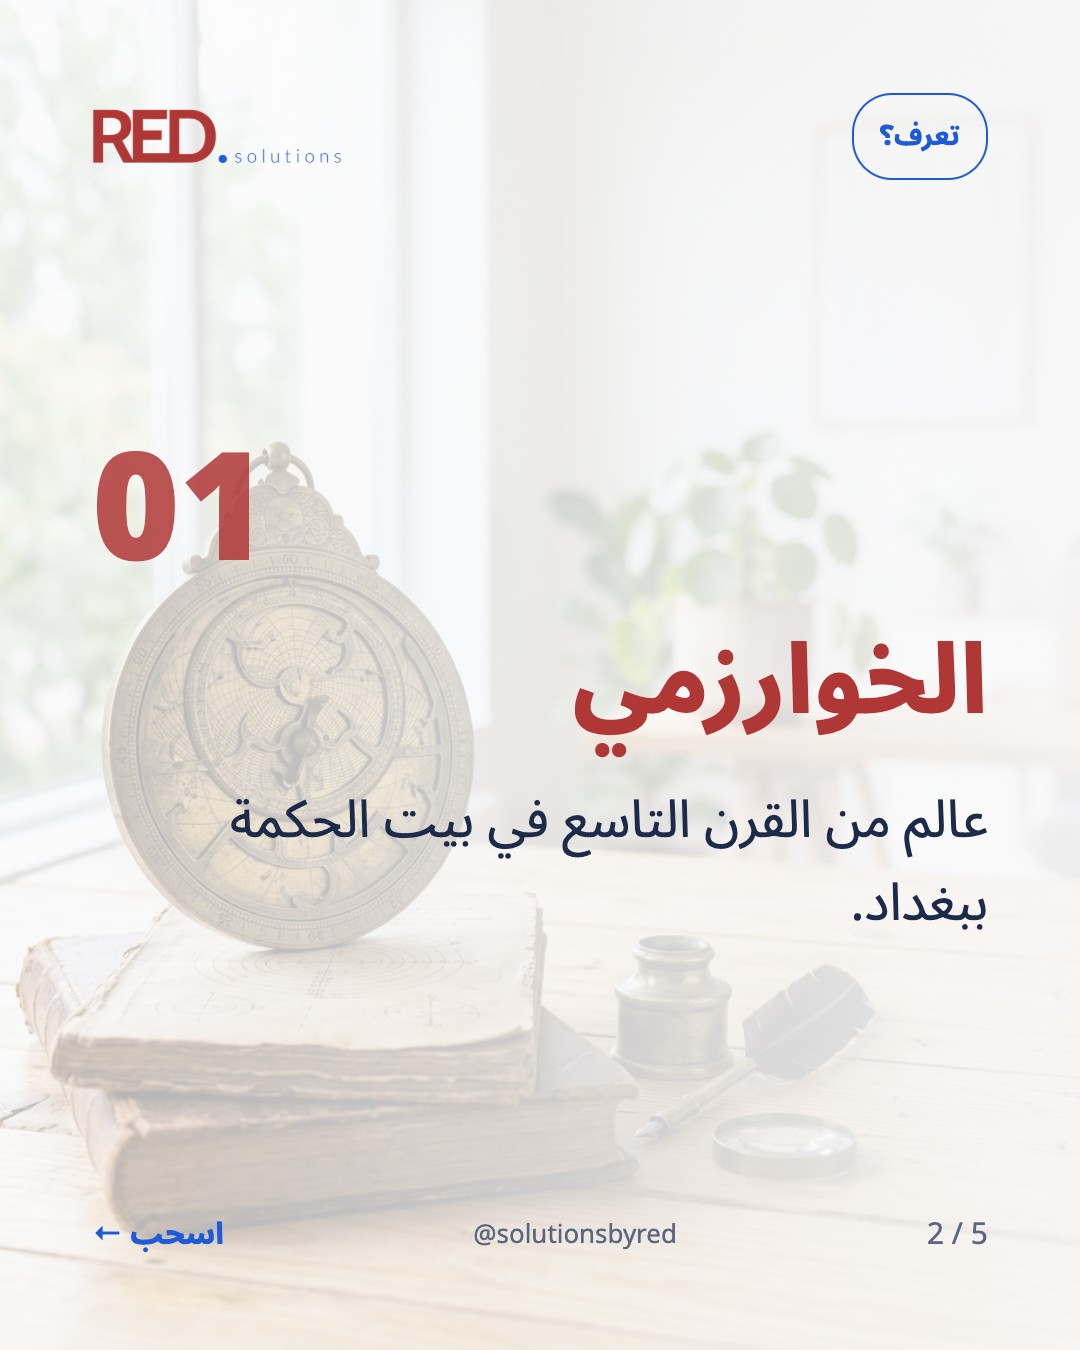 RED.solutions
تعرف؟
01
الخوارزمي
عالم من القرن التاسع في بيت الحكمة
ببغداد.
اسحب ←
@solutionsbyred
2 / 5